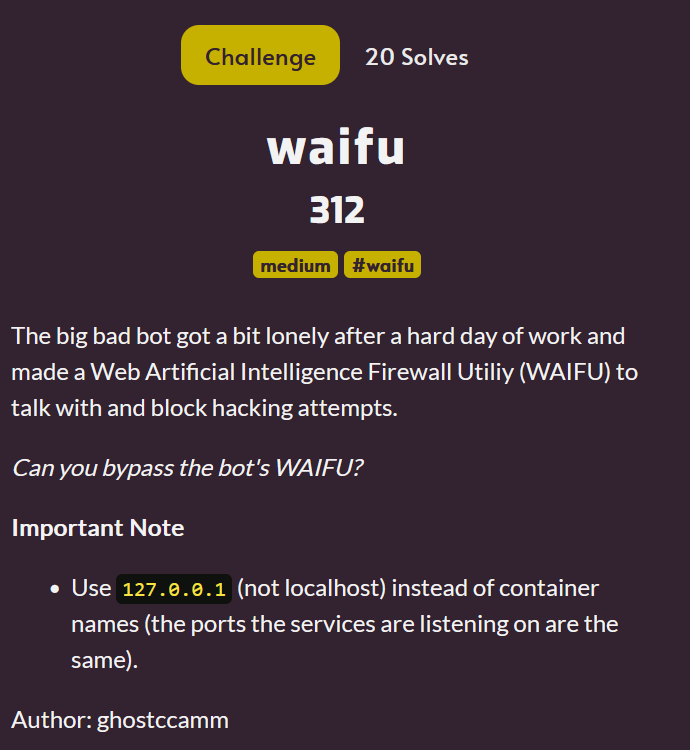 Challenge
20 Solves
waifu
312
medium #waifu
The big bad bot got a bit lonely after a hard day of work and
made a Web Artificial Intelligence Firewall Utiliy (WAIFU) to
talk with and block hacking attempts.
Can you bypass the bot's WAIFU?
Important Note
• Use 127.0.0.1 (not localhost) instead of container
names (the ports the services are listening on are the
same).
Author: ghostccamm